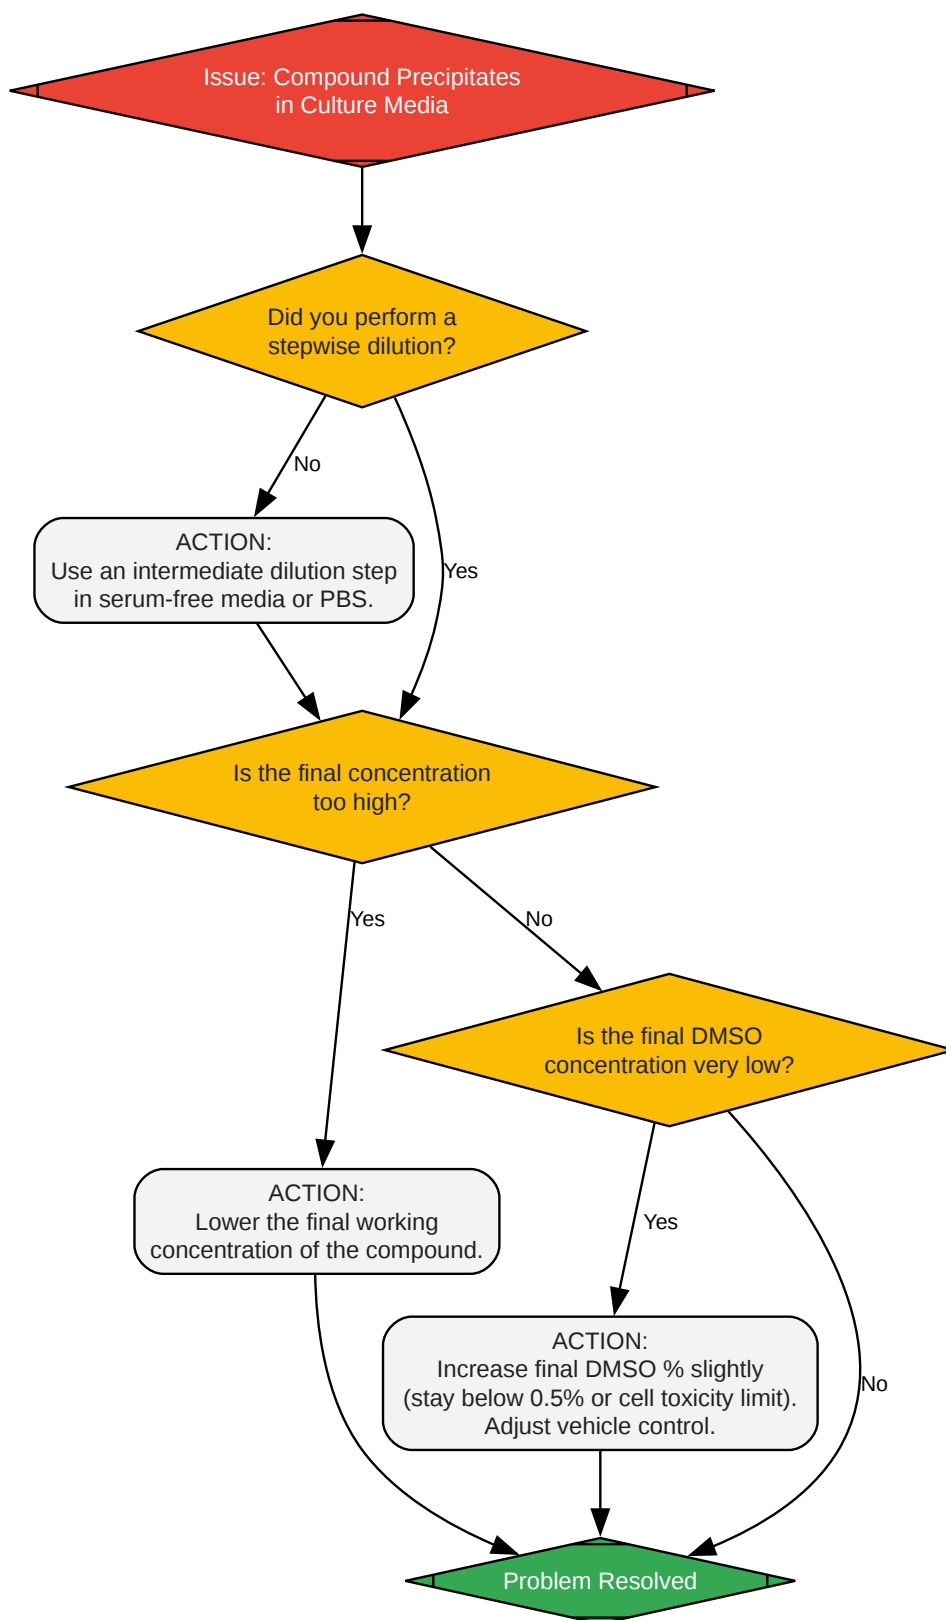 Issue: Compound Precipitates
in Culture Media
Did you perform a
stepwise dilution?
No
Yes
ACTION:
Use an intermediate dilution step
in serum-free media or PBS.
Is the final concentration
too high?
Yes
No
Is the final DMSO
concentration very low?
ACTION:
Lower the final working
concentration of the compound.
Yes
No
ACTION:
Increase final DMSO % slightly
(stay below 0.5% or cell toxicity limit).
Adjust vehicle control.
Problem Resolved